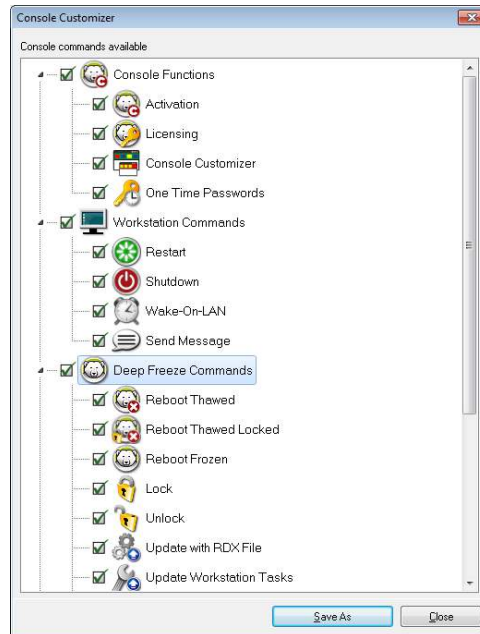 Console Customizer
Console commands available
Console Functions
Activation
Licensing
Console Customizer
One Time Passwords
Workstation Commands
Restart
Shutdown
Wake-On-LAN
Send Message
Deep Freeze Commands
Reboot Thawed
Reboot Thawed Locked
Reboot Frozen
Lock
Unlock
Update with RDX File
Update Workstation Tasks
Save As
Close